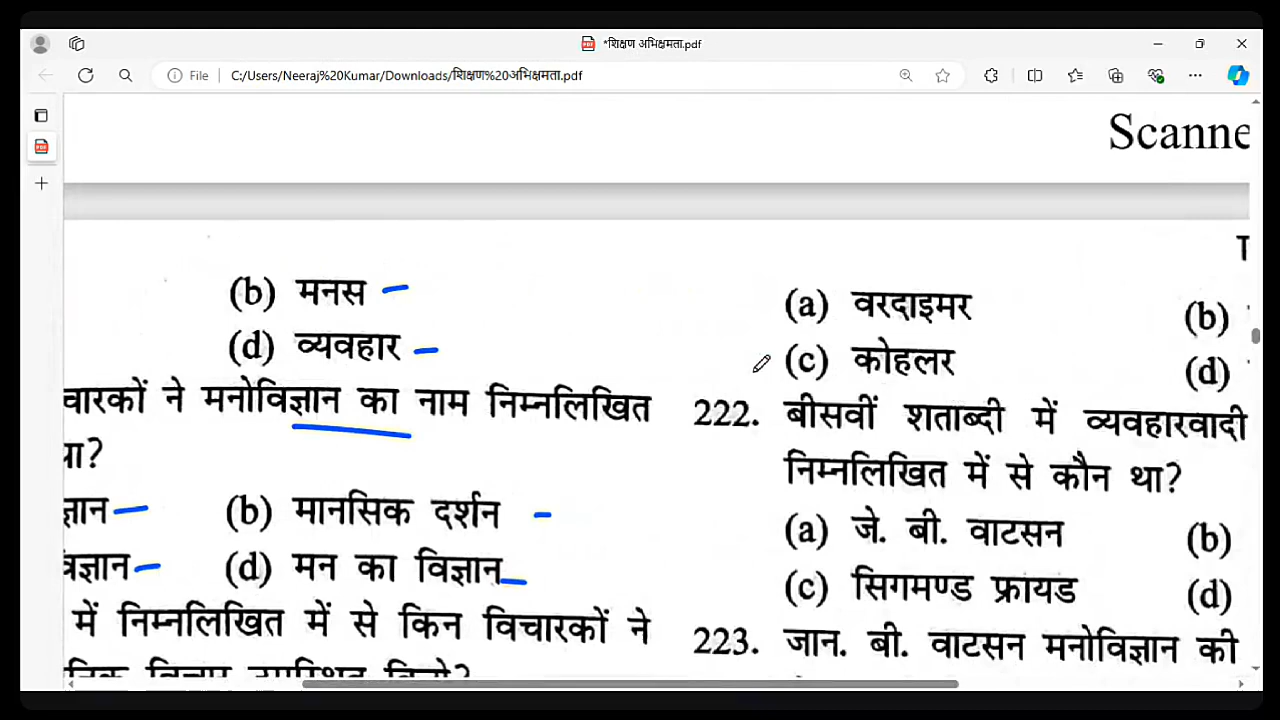 *शिक्षण अभिक्षमता.pdf
File C:/Users/Neeraj%20Kumar/Downloads/शिक्षण%20अभिक्षमता.pdf
Scanne
(b) मनस
(d) व्यवहार
ने मनोविज्ञान का नाम निम्नलिखित
(b) मानसिक दर्शन
(d) मन का विज्ञान
में निम्नलिखित में से किन विचारकों ने
T
(a) वरदाइमर (b)
(c) कोहलर (d)
222. बीसवीं शताब्दी में व्यवहारवादी
निम्नलिखित में से कौन था?
(a) जे. बी. वाटसन (b)
(c) सिगमण्ड फ्रायड (d)
223. जान. बी. वाटसन मनोविज्ञान की